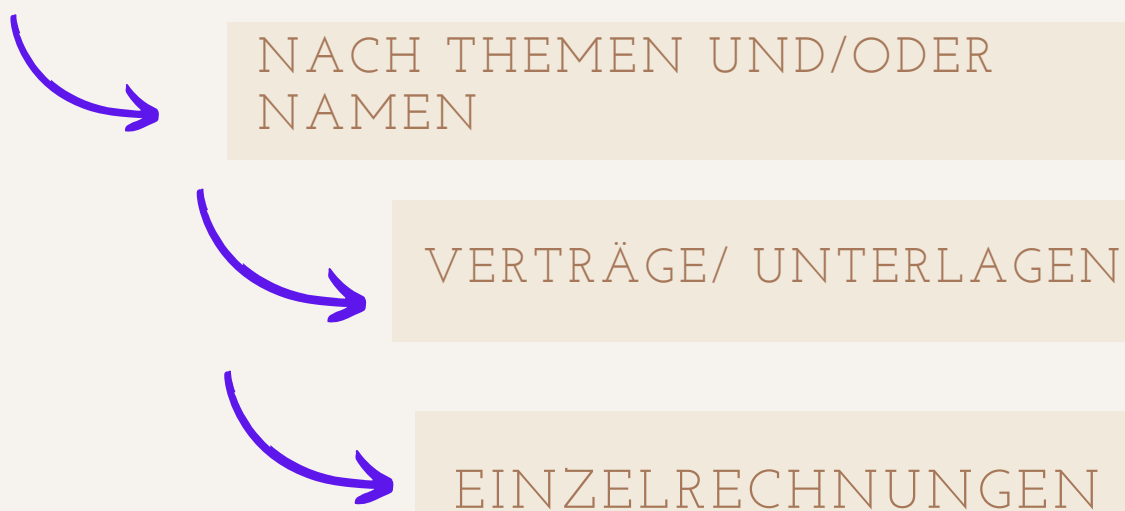 NACH THEMEN UND/ODER
NAMEN
VERTRÄGE/ UNTERLAGEN
EINZELRECHNUNGEN